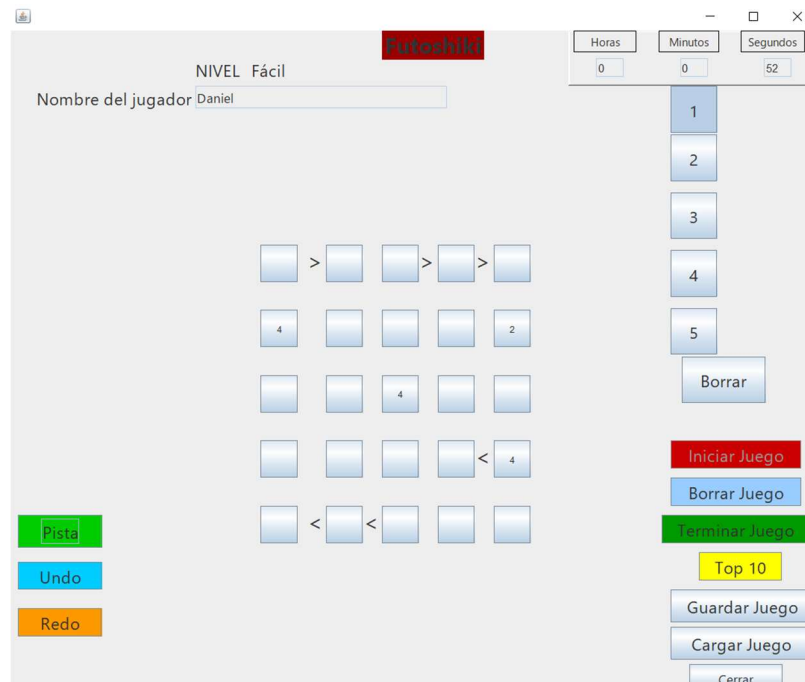 Futoshiki
Horas Minutos Segundos
0 0 52
NIVEL Fácil
Nombre del jugador Daniel
1
2
3
4
5
Borrar
> > >
4 2
4
< 4
< <
Iniciar Juego
Borrar Juego
Terminar Juego
Top 10
Guardar Juego
Cargar Juego
Cerrar
Pista
Undo
Redo